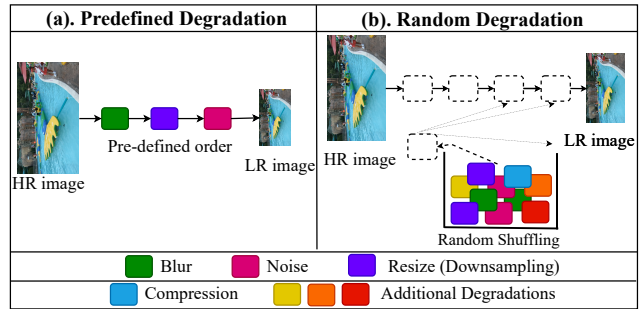 (a). Predefined Degradation
(b). Random Degradation
Pre-defined order
HR image
LR image
HR image
LR image
Random Shuffling
Blur
Noise
Resize (Downsampling)
Compression
Additional Degradations